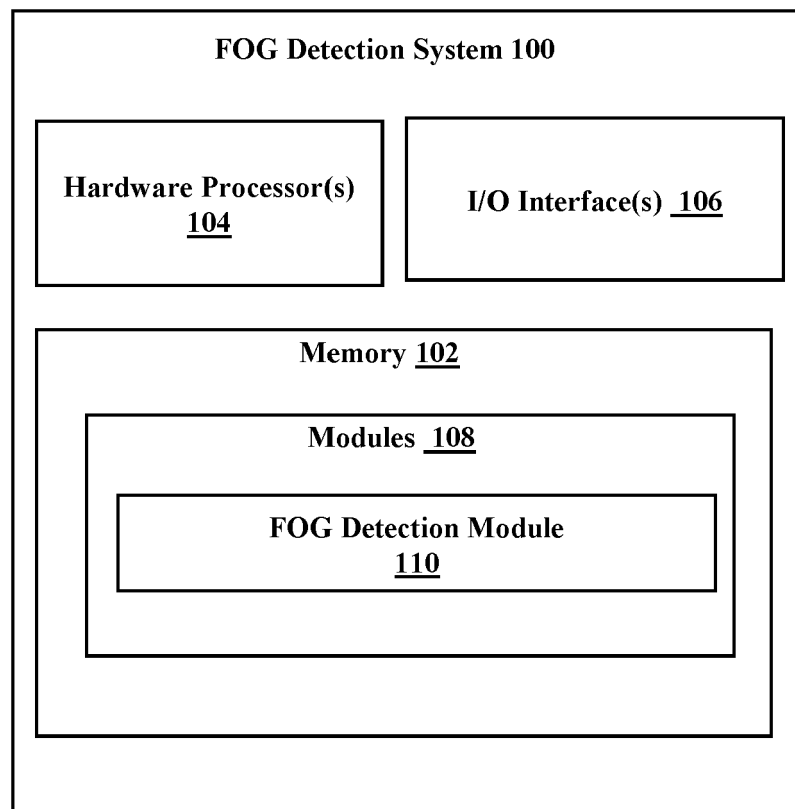 FOG Detection System 100
Hardware Processor(s)
104
I/O Interface(s) 106
Memory 102
Modules 108
FOG Detection Module
110